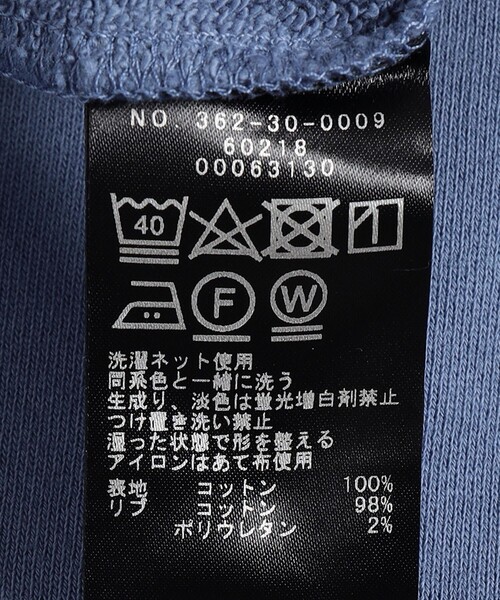 NO. 362-30-0009
60218
00063130
40
F W
洗濯ネット使用
同系色と一緒に洗う
生成り、淡色は蛍光増白剤禁止
つけ置き洗い禁止
湿った状態で形を整える
アイロンはあて布使用
表地 コットン 100%
リブ コットン 98%
ポリウレタン 2%